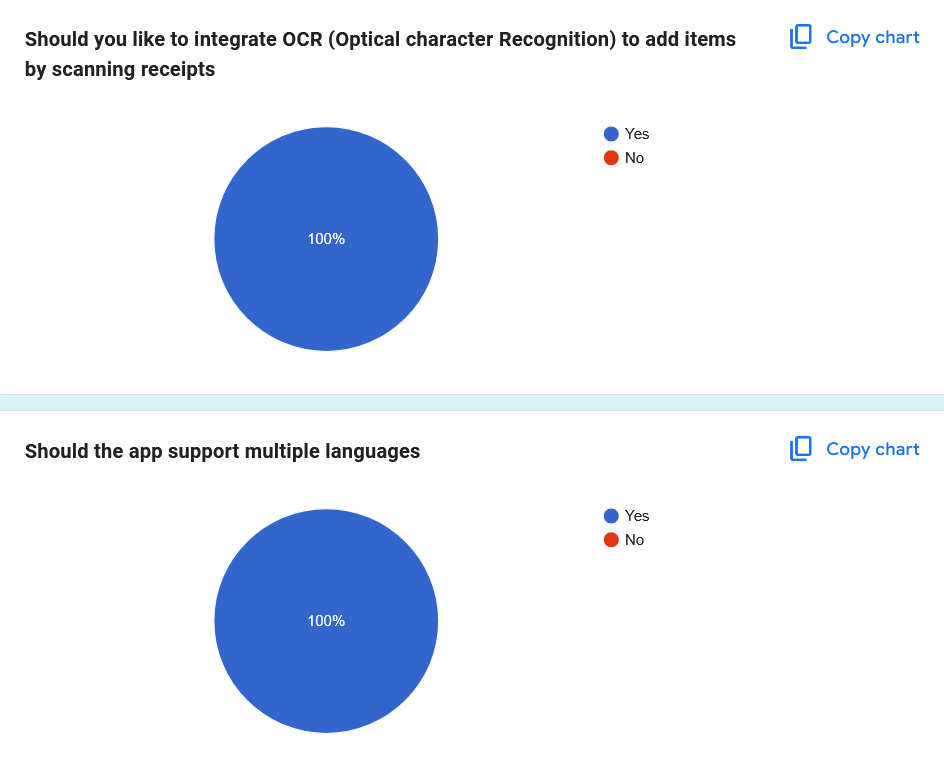 Should you like to integrate OCR (Optical character Recognition) to add items
by scanning receipts
Copy chart
Yes
No
100%
Should the app support multiple languages
Copy chart
Yes
No
100%